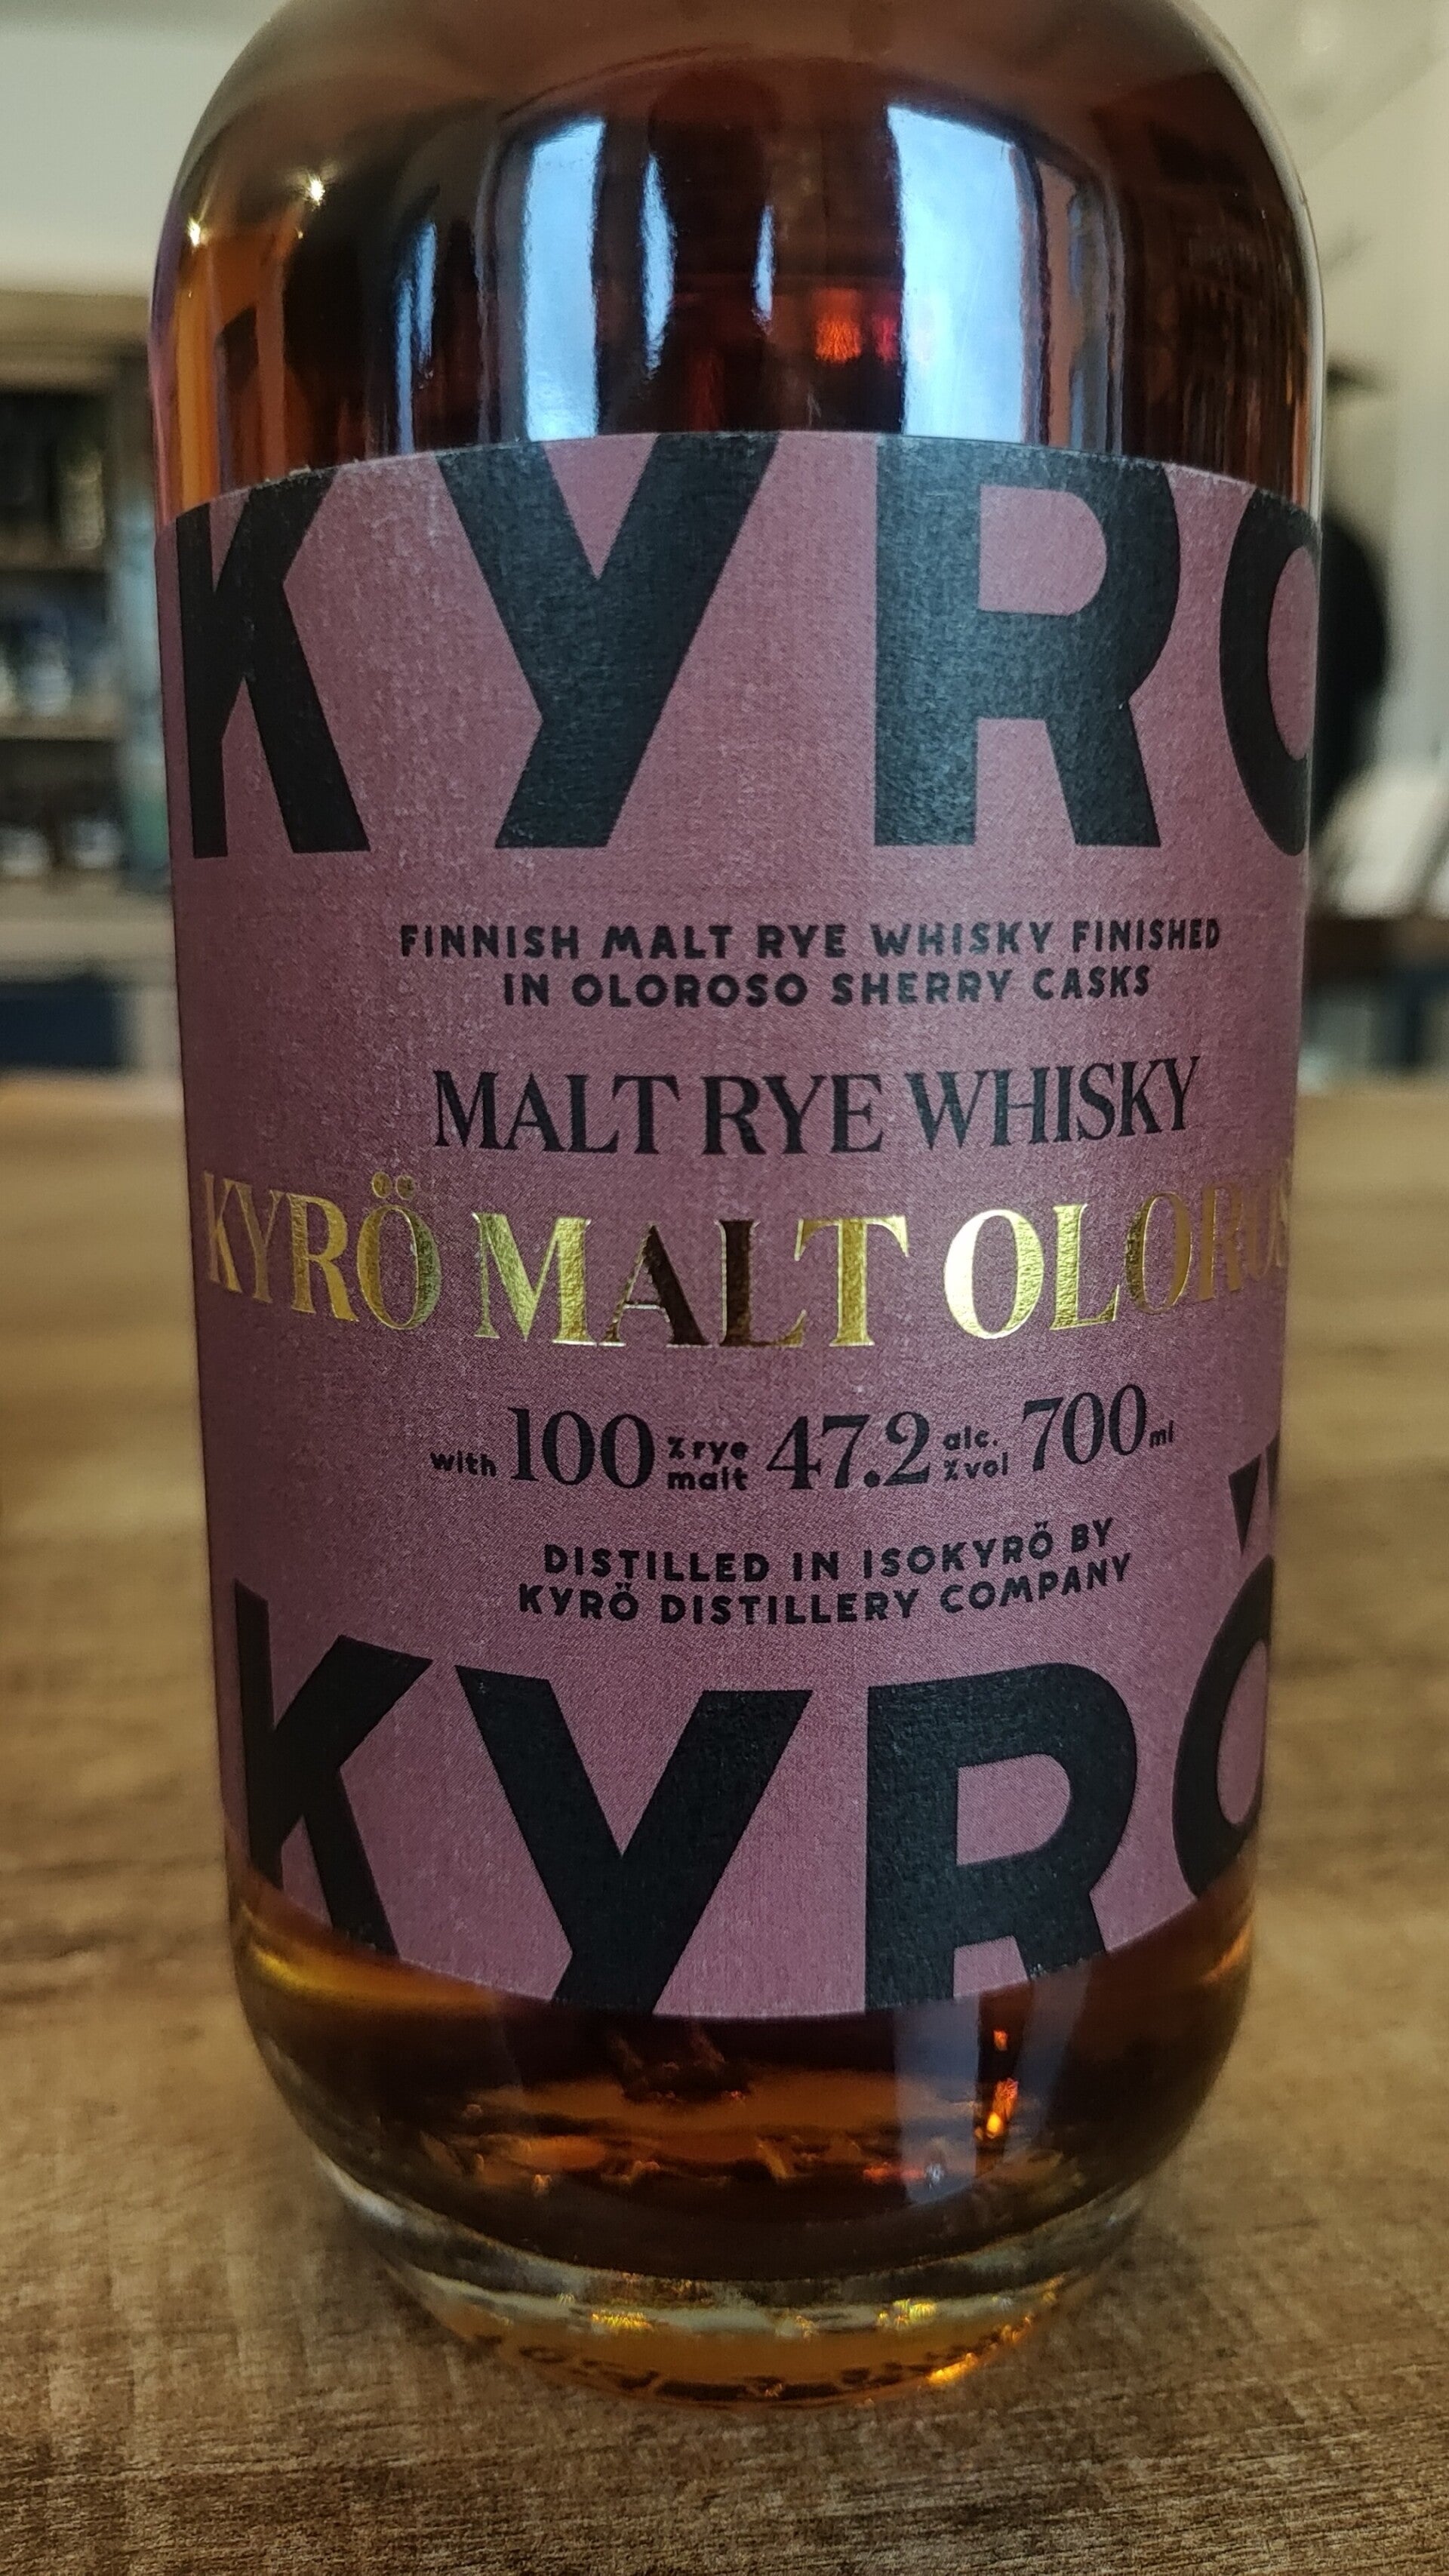 KYRÖ
FINNISH MALT RYE WHISKY FINISHED
IN OLOROSO SHERRY CASKS
MALT RYE WHISKY
KYRÖ MALT OLOROS
with 100 % rye malt 47.2 alc. % vol 700 ml
DISTILLED IN ISOKYRÖ BY
KYRÖ DISTILLERY COMPANY
KYRÖ